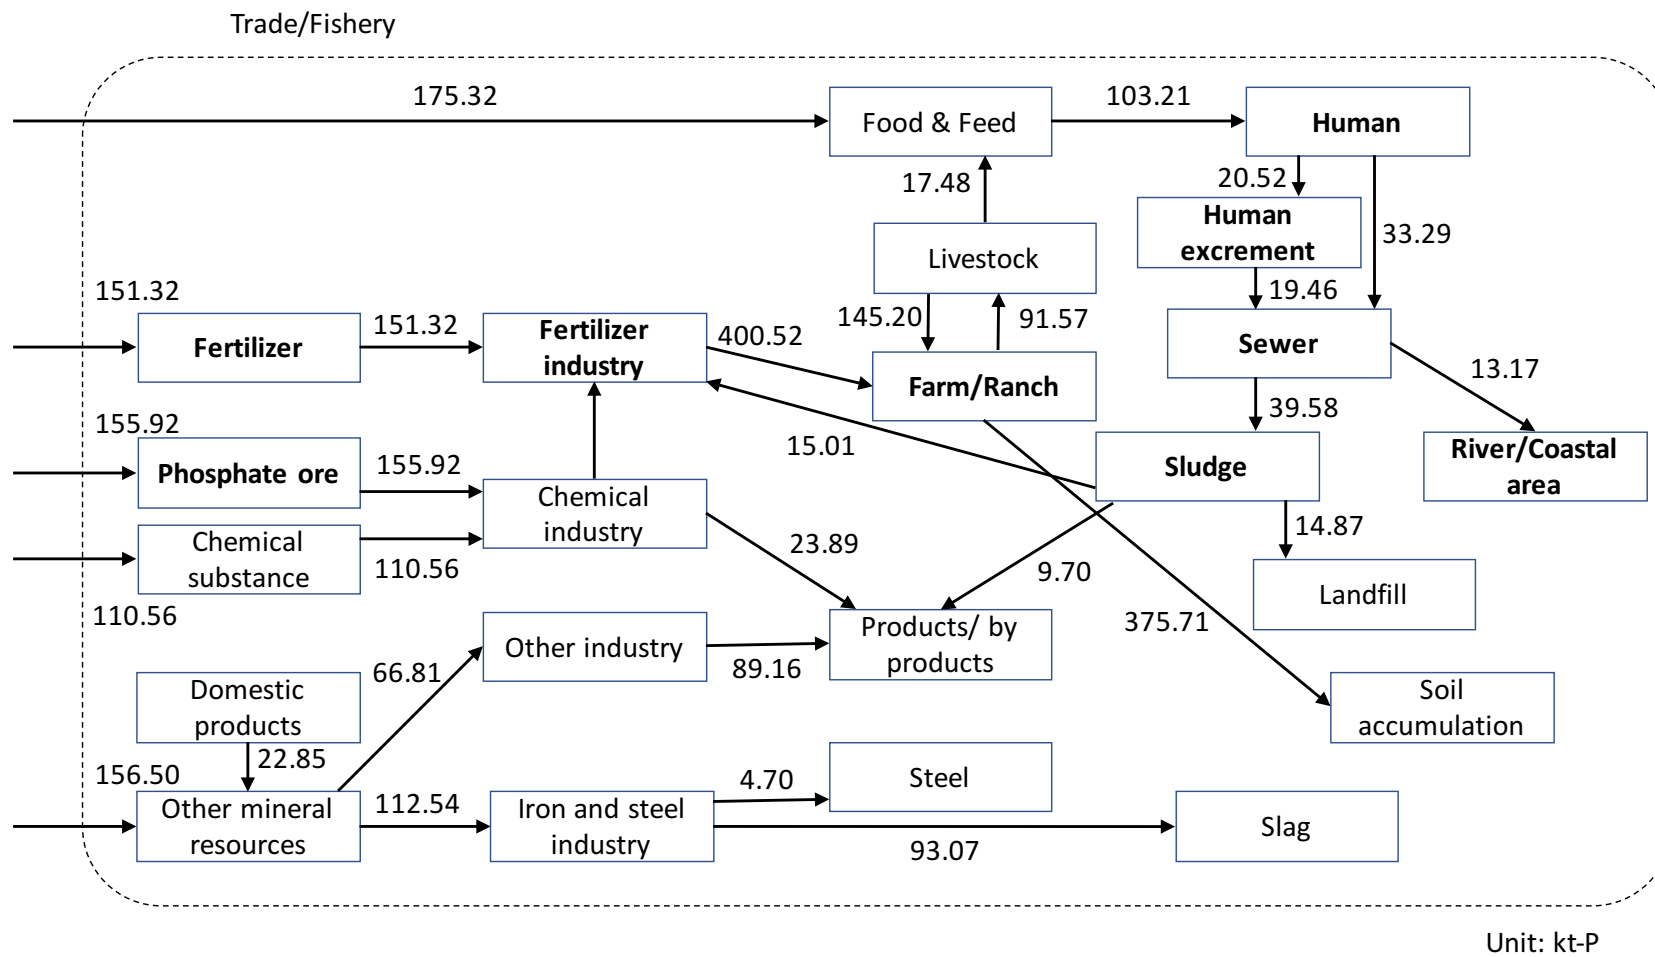 Trade/Fishery
175.32
Food & Feed
103.21
Human
17.48
20.52
Human
excrement
33.29
Livestock
19.46
151.32
Fertilizer
151.32
Fertilizer
industry
400.52
145.20
91.57
Farm/Ranch
Sewer
13.17
39.58
155.92
Phosphate ore
155.92
15.01
Sludge
River/Coastal
area
Chemical
industry
Chemical
substance
110.56
110.56
23.89
9.70
14.87
Landfill
Other industry
89.16
Products/ by
products
375.71
66.81
Domestic
products
22.85
Soil
accumulation
156.50
Other mineral
resources
112.54
Iron and steel
industry
4.70
Steel
93.07
Slag
Unit: kt-P